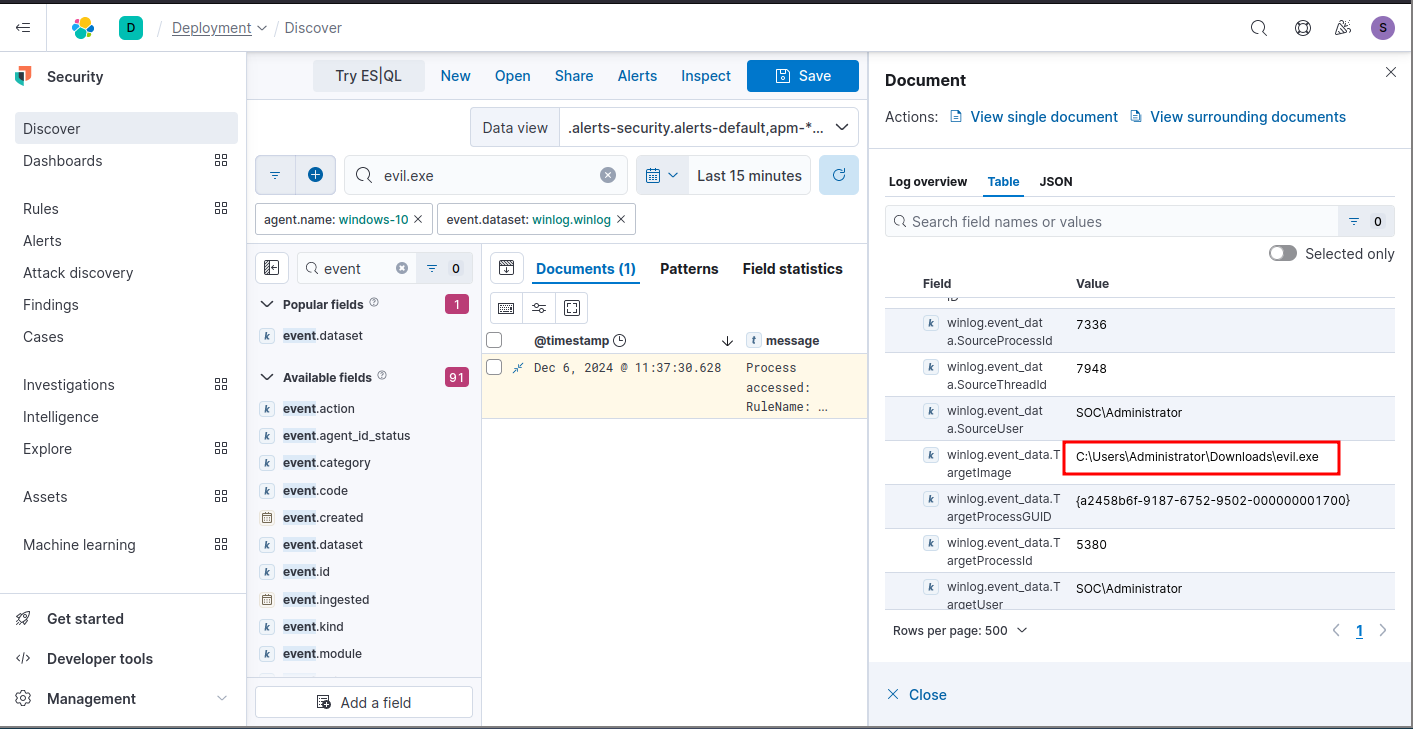 D / Deployment / Discover
S
Security
Discover
Dashboards
Rules
Alerts
Attack discovery
Findings
Cases
Investigations
Intelligence
Explore
Assets
Machine learning
Get started
Developer tools
Management
Try ES|QL New Open Share Alerts Inspect Save
Data view .alerts-security.alerts-default,apm-*...
evil.exe Last 15 minutes
agent.name: windows-10 event.dataset: winlog.winlog
event 0
Popular fields 1
event.dataset
Available fields 91
event.action
event.agent_id_status
event.category
event.code
event.created
event.dataset
event.id
event.ingested
event.kind
event.module
Add a field
Documents (1) Patterns Field statistics
@timestamp t message
Dec 6, 2024 @ 11:37:30.628 Process
accessed:
RuleName: …
Document
Actions: View single document View surrounding documents
Log overview Table JSON
Search field names or values 0
Selected only
Field Value
ID
k winlog.event_dat 7336
a.SourceProcessId
k winlog.event_dat 7948
a.SourceThreadId
k winlog.event_dat SOC\Administrator
a.SourceUser
k winlog.event_data.T C:\Users\Administrator\Downloads\evil.exe
argetImage
k winlog.event_data.T {a2458b6f-9187-6752-9502-000000001700}
argetProcessGUID
k winlog.event_data.T 5380
argetProcessId
k winlog.event_data.T SOC\Administrator
argetUser
Rows per page: 500 1
Close